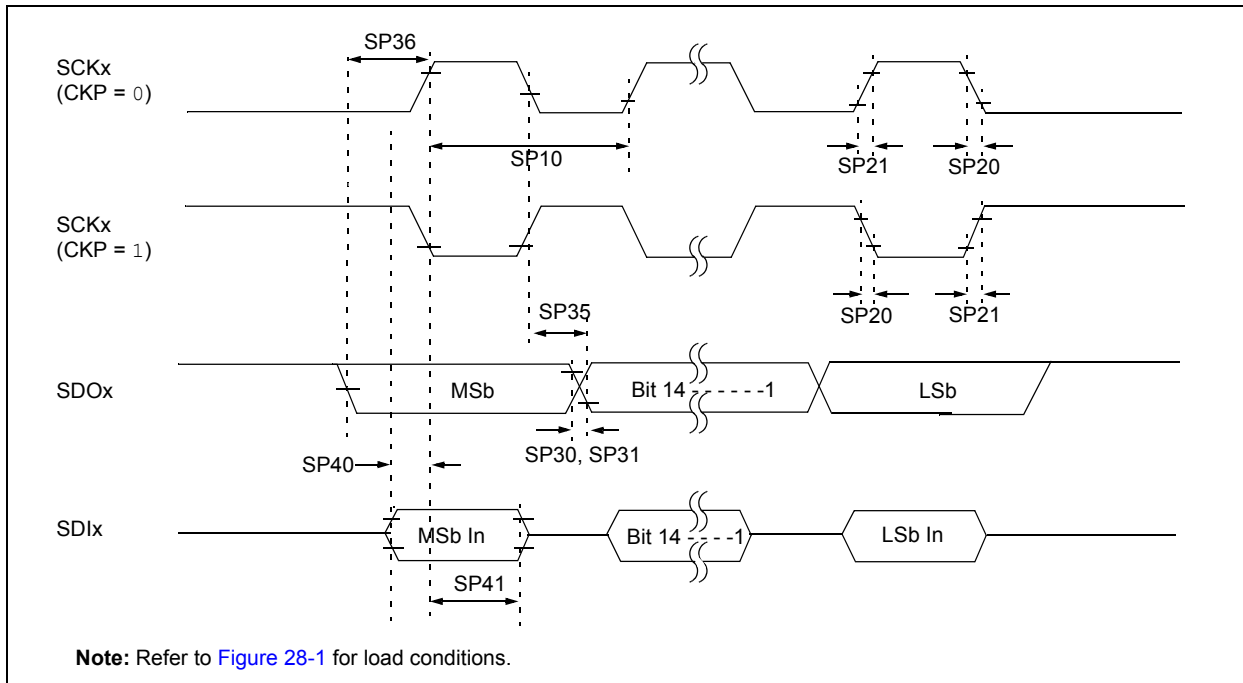 SP36
SCKx
(CKP = 0)
SP10
SP21
SP20
SCKx
(CKP = 1)
SP35
SP20
SP21
SDOx
MSb
Bit 14 - - - - - -1
LSb
SP40
SP30, SP31
SDIx
MSb In
Bit 14 - - - - -1
LSb In
SP41
Note: Refer to Figure 28-1 for load conditions.